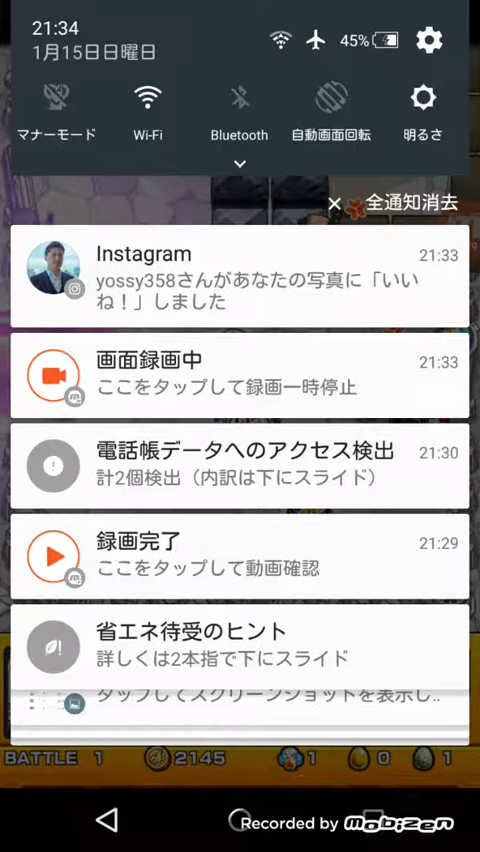 21:34
1月15日日曜日
45%
マナーモード
Wi-Fi
Bluetooth
自動画面回転
明るさ
× 全通知消去
Instagram 21:33
yossy358さんがあなたの写真に「いい
ね！」しました
画面録画中 21:33
ここをタップして録画一時停止
電話帳データへのアクセス検出 21:30
計2個検出（内訳は下にスライド）
録画完了 21:29
ここをタップして動画確認
省エネ待受のヒント
詳しくは2本指で下にスライド
タップしてスクリーンショットを表示し..
BATTLE 1 2145 1 0 1
Recorded by mobizen